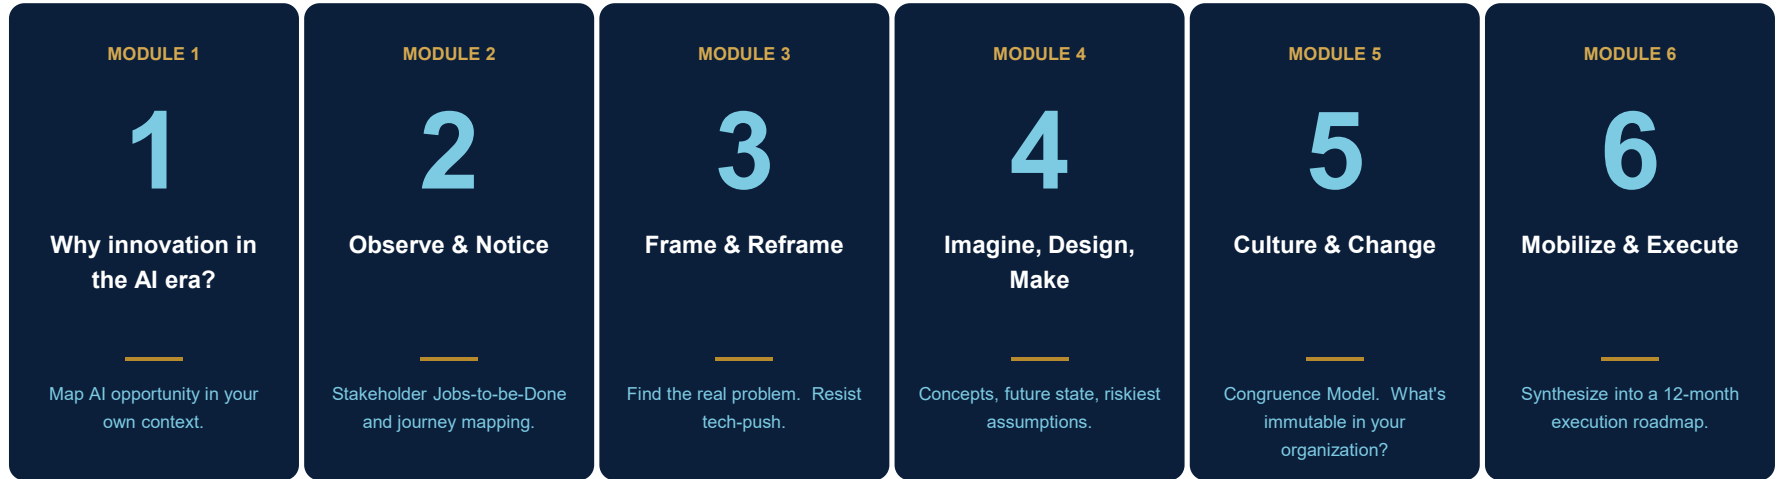 MODULE 1
1
Why innovation in
the AI era?
Map AI opportunity in your
own context.
MODULE 2
2
Observe & Notice
Stakeholder Jobs-to-be-Done
and journey mapping.
MODULE 3
3
Frame & Reframe
Find the real problem.  Resist
tech-push.
MODULE 4
4
Imagine, Design,
Make
Concepts, future state, riskiest
assumptions.
MODULE 5
5
Culture & Change
Congruence Model.  What's
immutable in your
organization?
MODULE 6
6
Mobilize & Execute
Synthesize into a 12-month
execution roadmap.